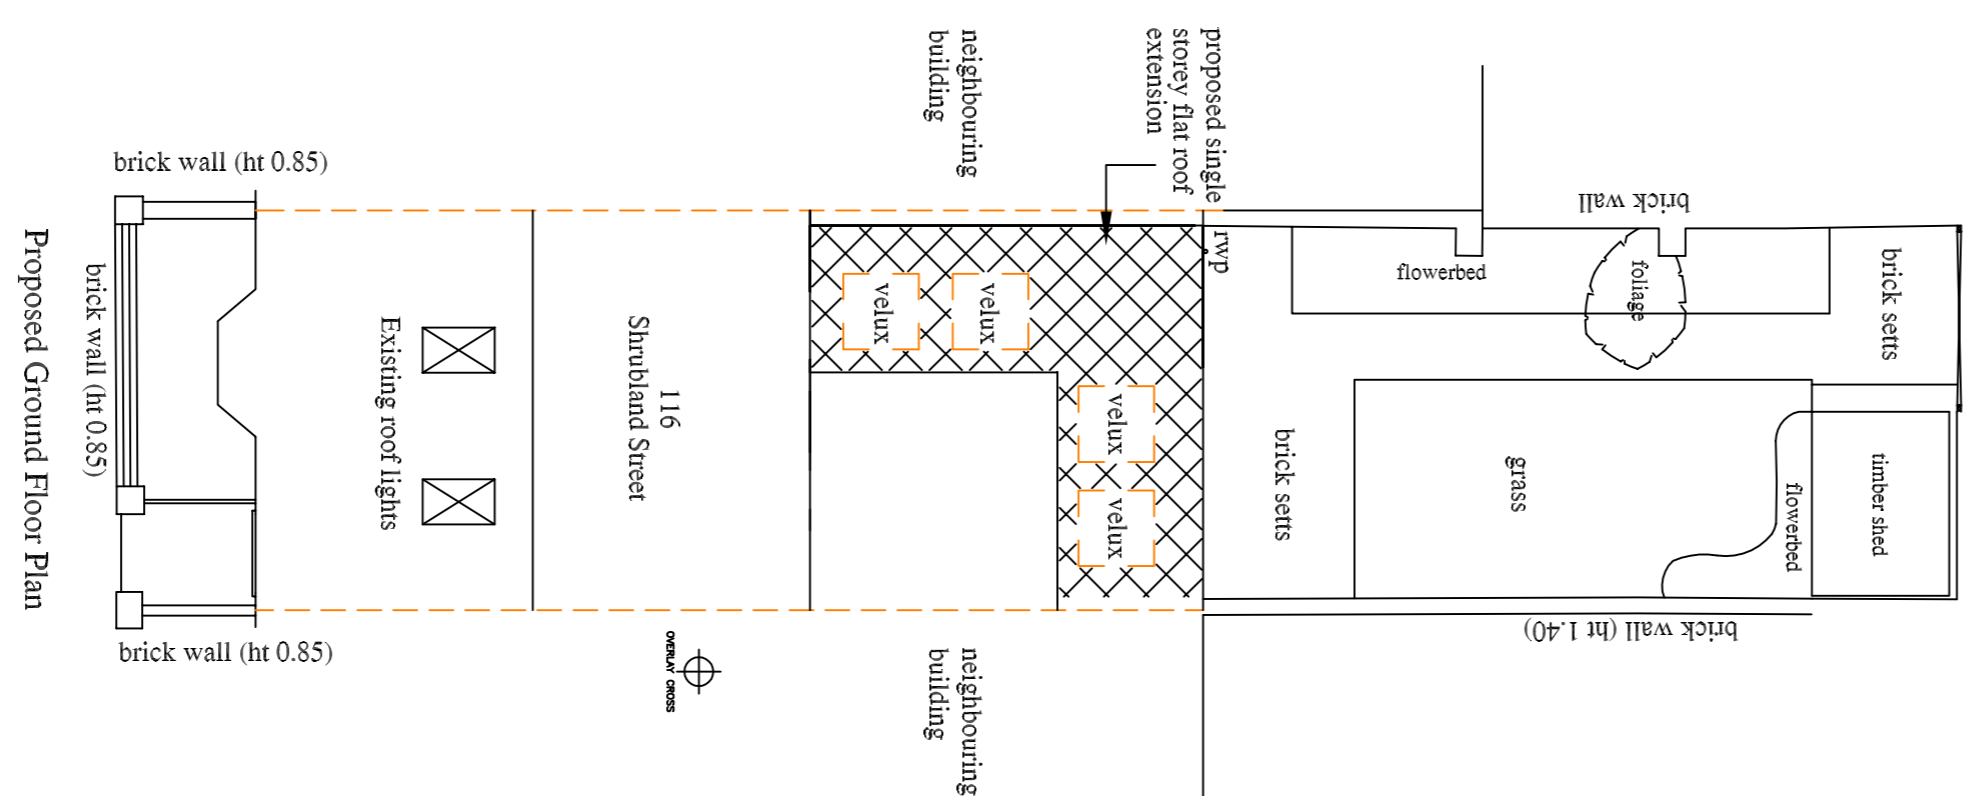 neighbouring
building
proposed single
storey flat roof
extension
brick wall (ht 0.85)
brick wall
rwp
flowerbed
foliage
brick setts
velux
velux
brick wall (ht 0.85)
Existing roof lights
116
Shrubland Street
velux
velux
brick setts
grass
flowerbed
timber shed
brick wall (ht 1.40)
brick wall (ht 0.85)
OVERLAY CROSS
neighbouring
building
Proposed Ground Floor Plan